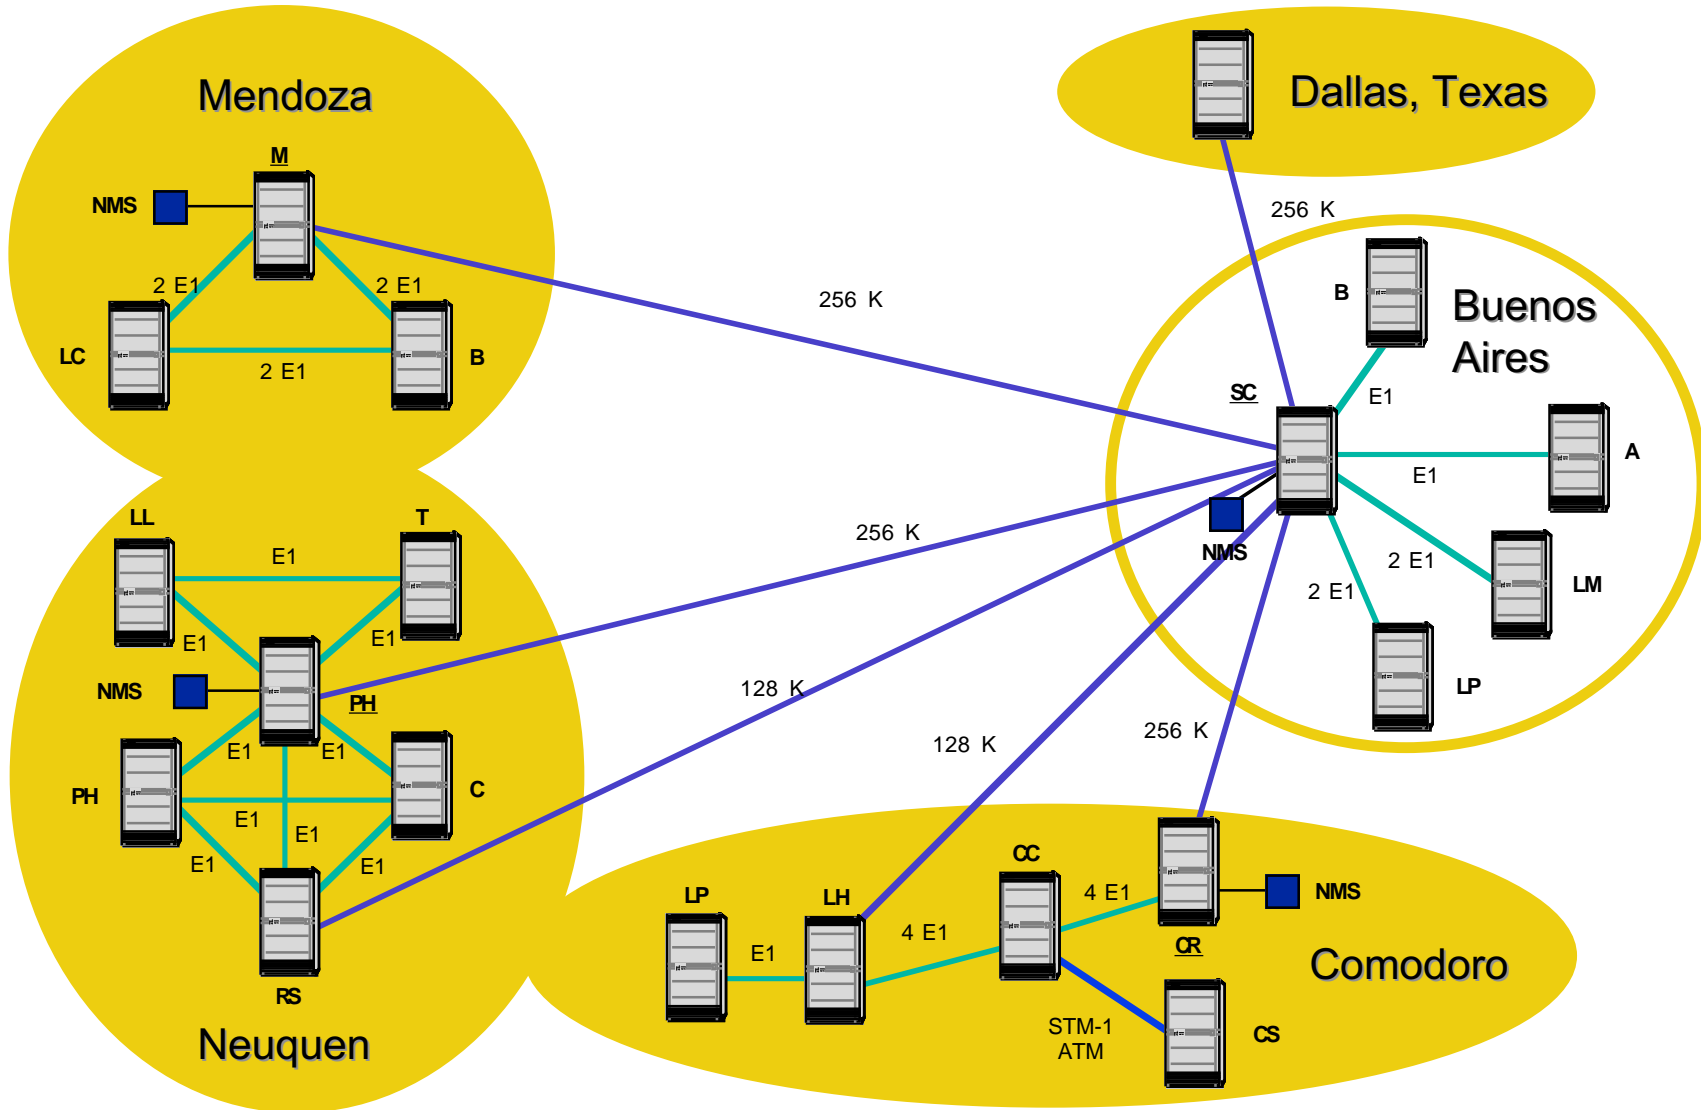 Mendoza
M
NMS
2 E1
2 E1
LC
2 E1
B
Dallas, Texas
256 K
256 K
B
Buenos
Aires
SC
E1
A
E1
NMS
2 E1
2 E1
LM
LP
LL
T
E1
E1
E1
NMS
PH
256 K
128 K
E1
E1
PH
C
E1
E1
E1
E1
RS
Neuquen
128 K
256 K
CC
LP
LH
4 E1
NMS
4 E1
E1
CR
Comodoro
STM-1
ATM
CS